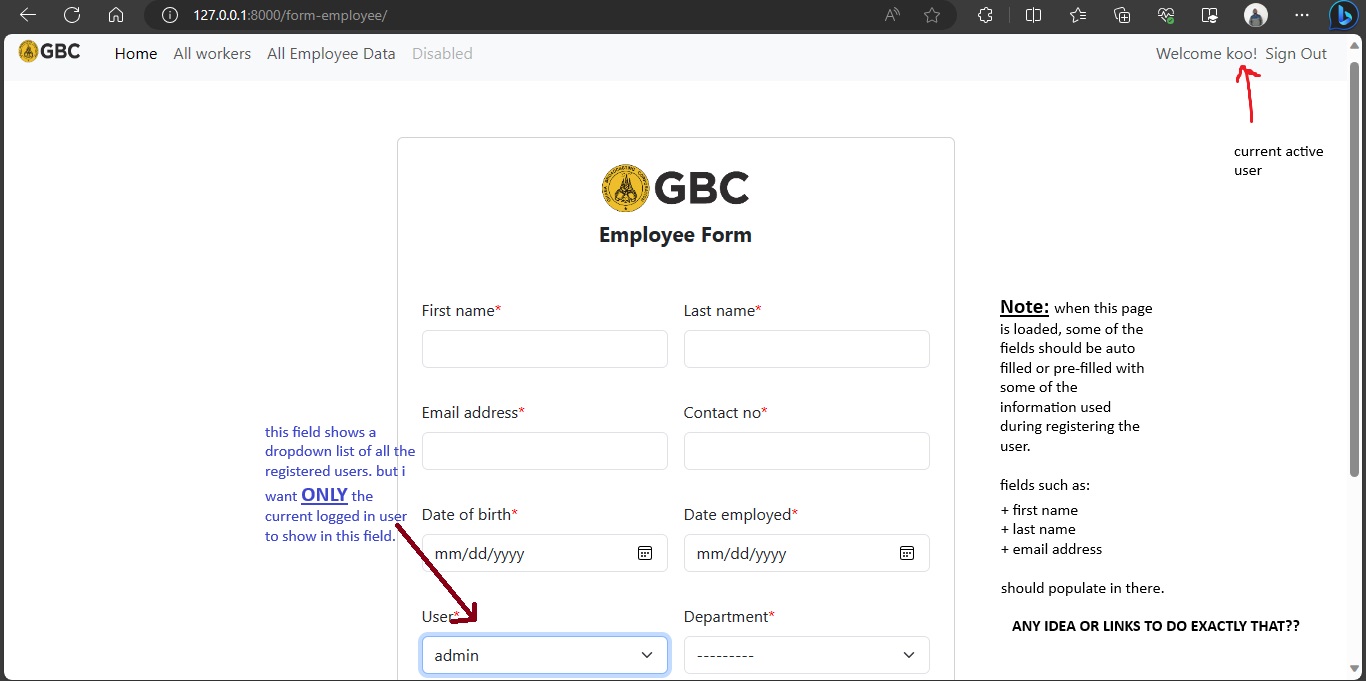 127.0.0.1:8000/form-employee/
GBC Home All workers All Employee Data Disabled Welcome koo! Sign Out
current active
user
GBC
Employee Form
First name* Last name*
Note: when this page
is loaded, some of the
fields should be auto
filled or pre-filled with
some of the
information used
during registering the
user.
fields such as:
+ first name
+ last name
+ email address
should populate in there.
ANY IDEA OR LINKS TO DO EXACTLY THAT??
Email address* Contact no*
this field shows a
dropdown list of all the
registered users. but i
want ONLY the
current logged in user
to show in this field.
Date of birth* Date employed*
mm/dd/yyyy mm/dd/yyyy
User* Department*
admin ---------